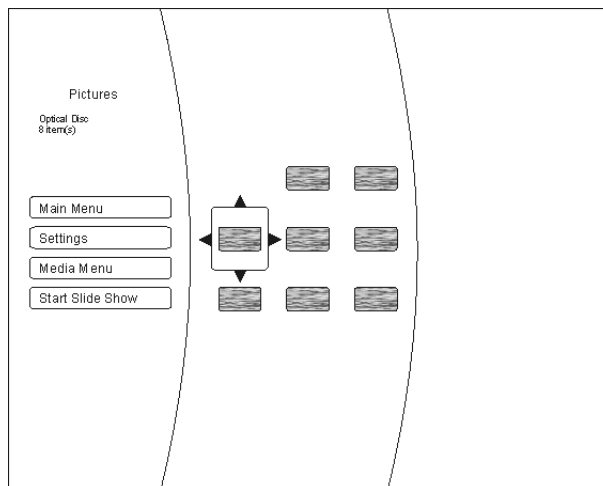 Pictures
Optical Disc
8 item(s)
Main Menu
Settings
Media Menu
Start Slide Show